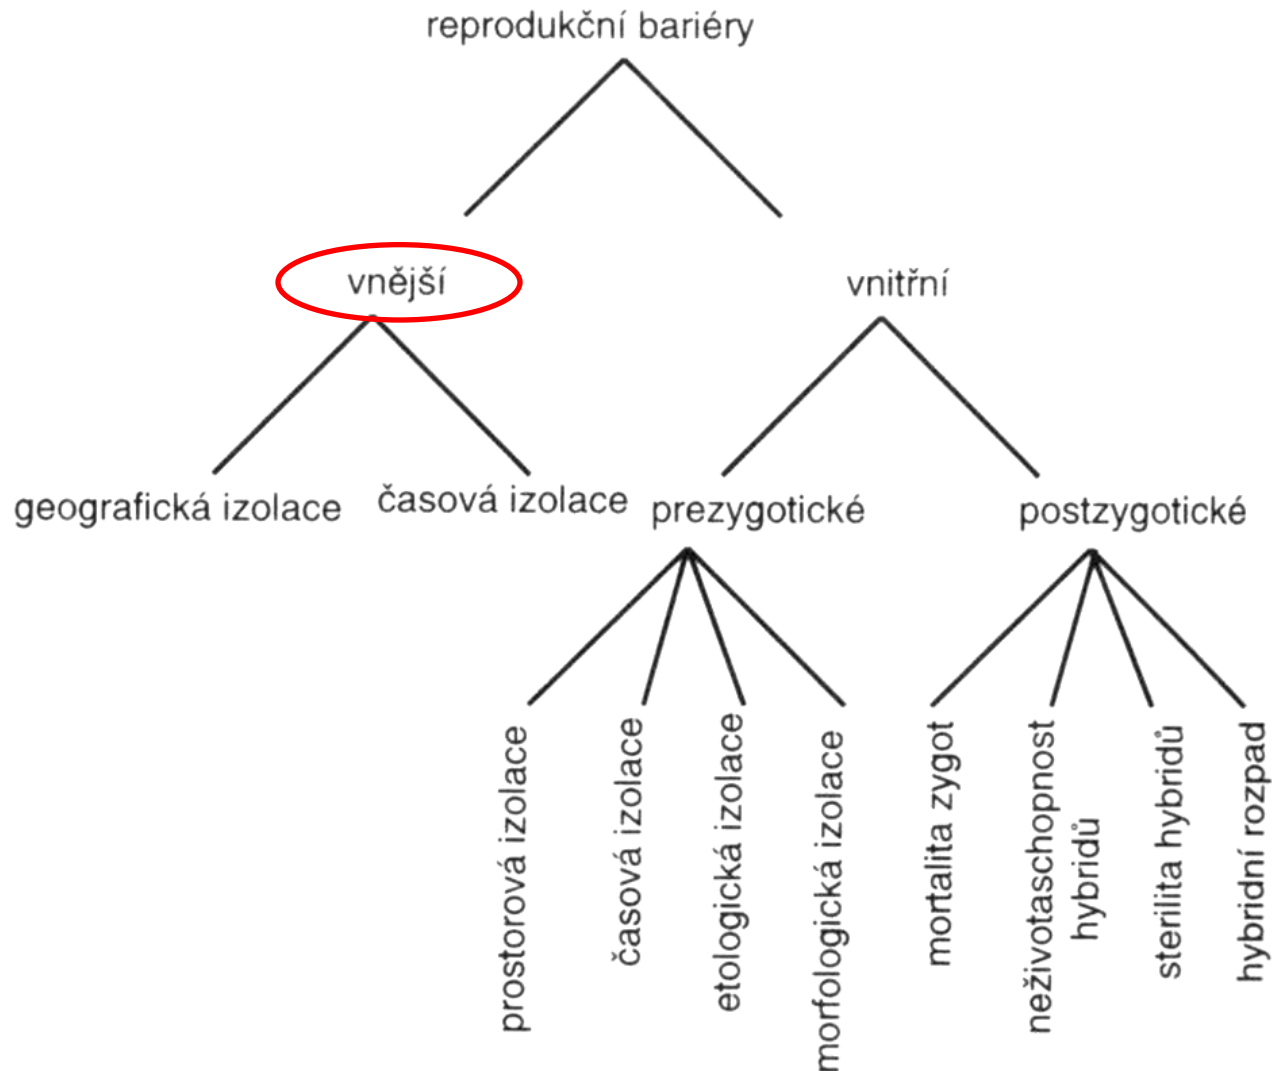 reprodukční bariéry
vnější
vnitřní
geografická izolace
časová izolace
prezygotické
postzygotické
prostorová izolace
časová izolace
etologická izolace
morfologická izolace
mortalita zygot
neživotaschopnost
hybridů
sterilita hybridů
hybridní rozpad